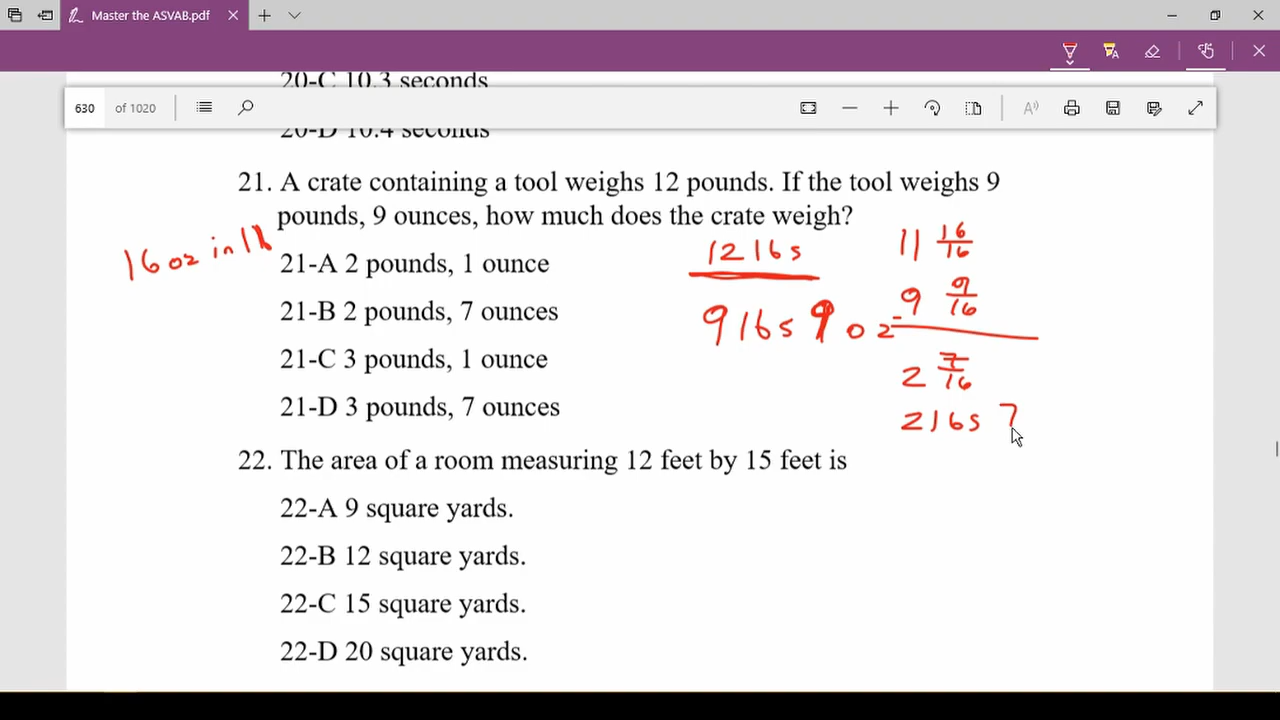 Master the ASVAB.pdf
20-C 10.3 seconds
630 of 1020
20-D 10.4 seconds
21. A crate containing a tool weighs 12 pounds. If the tool weighs 9
pounds, 9 ounces, how much does the crate weigh?
16 oz in lb
12 lbs
11 16/16
21-A 2 pounds, 1 ounce
21-B 2 pounds, 7 ounces
9 lbs 9 oz
- 9 9/16
21-C 3 pounds, 1 ounce
2 7/16
21-D 3 pounds, 7 ounces
2 lbs 7
22. The area of a room measuring 12 feet by 15 feet is
22-A 9 square yards.
22-B 12 square yards.
22-C 15 square yards.
22-D 20 square yards.